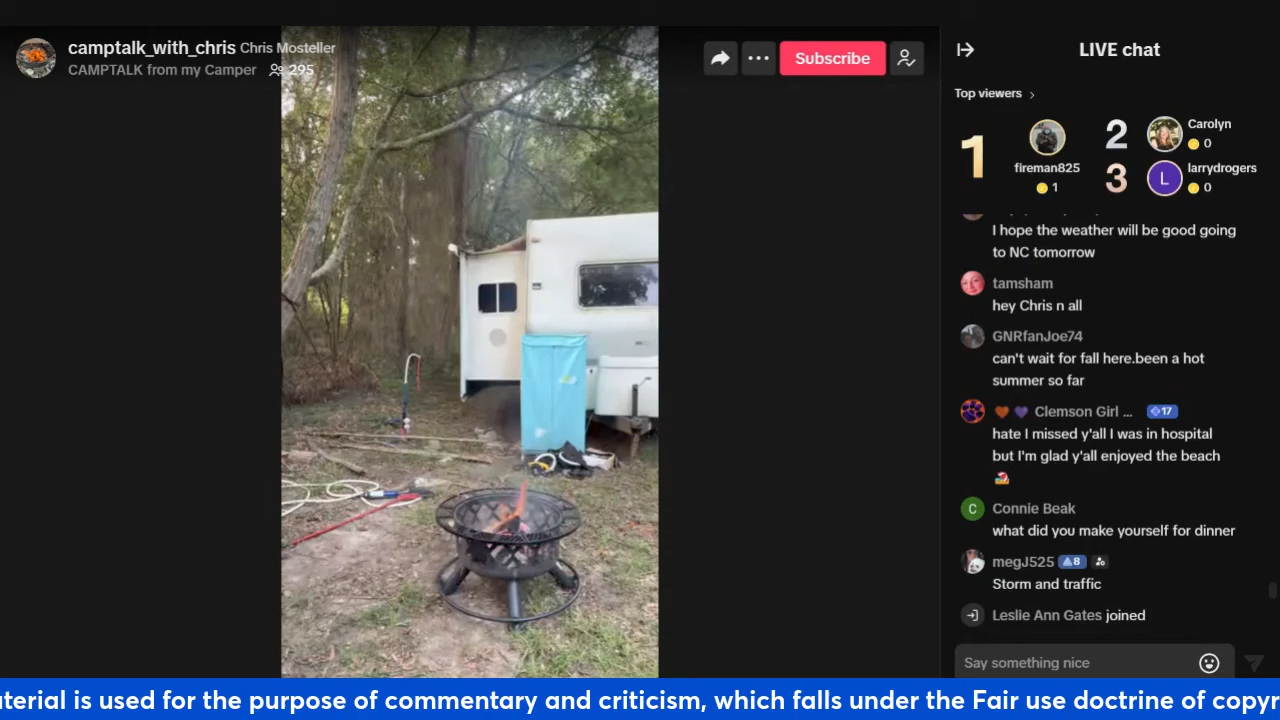 camptalk_with_chris Chris Mosteller
CAMPTALK from my Camper 295
Subscribe
LIVE chat
Top viewers
1
fireman825
1
2
Carolyn
0
3
L
larrydrogers
0
I hope the weather will be good going
to NC tomorrow
tamsham
hey Chris n all
GNRfanJoe74
can't wait for fall here.been a hot
summer so far
🧡 💜 Clemson Girl ... 17
hate I missed y'all I was in hospital
but I'm glad y'all enjoyed the beach
🏖️
C
Connie Beak
what did you make yourself for dinner
megJ525 8
Storm and traffic
Leslie Ann Gates joined
Say something nice
aterial is used for the purpose of commentary and criticism, which falls under the Fair use doctrine of copyr